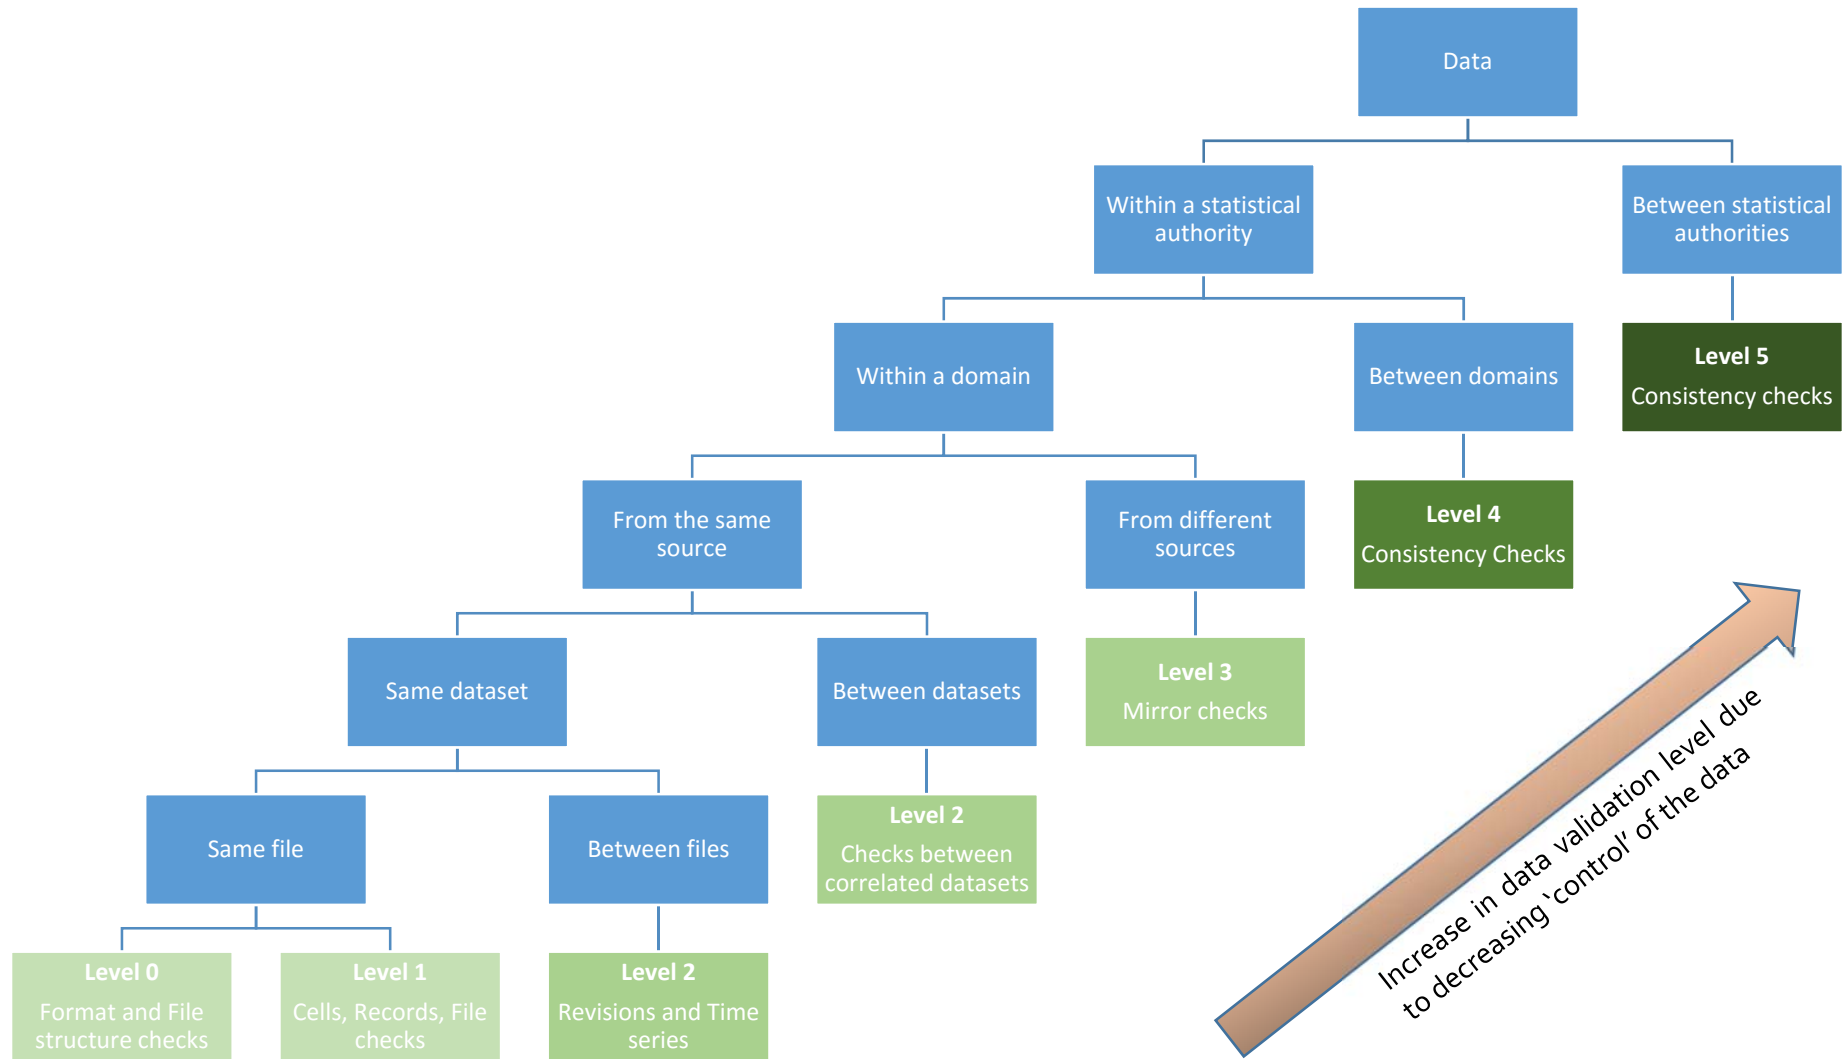 Data
Within a statistical
authority
Between statistical
authorities
Within a domain
Between domains
Level 5
Consistency checks
From the same
source
From different
sources
Level 4
Consistency Checks
Same dataset
Between datasets
Level 3
Mirror checks
Same file
Between files
Level 2
Checks between
correlated datasets
Level 0
Format and File
structure checks
Level 1
Cells, Records, File
checks
Level 2
Revisions and Time
series
Increase in data validation level due
to decreasing ‘control’ of the data